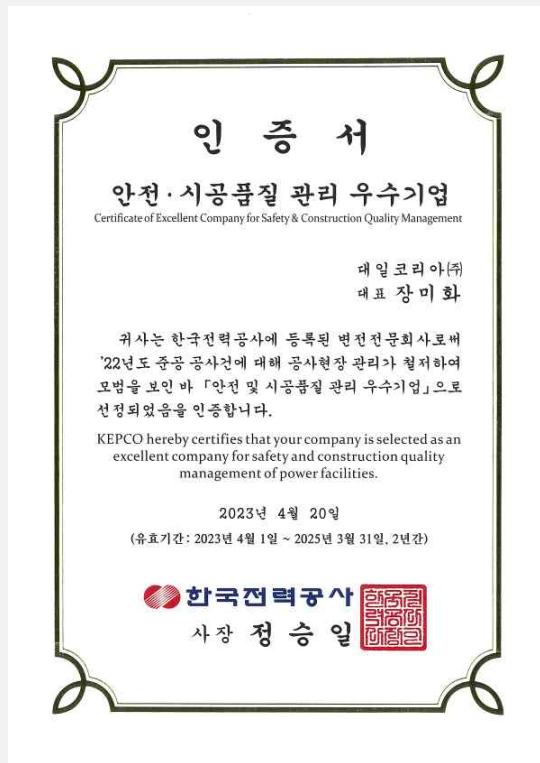 인 증 서
안전·시공품질 관리 우수기업
Certificate of Excellent Company for Safety & Construction Quality Management
대일코리아㈜
대표 장미화
귀사는 한국전력공사에 등록된 변전전문회사로써
'22년도 준공 공사건에 대해 공사현장 관리가 철저하여
모범을 보인 바 「안전 및 시공품질 관리 우수기업」으로
선정되었음을 인증합니다.
KEPCO hereby certifies that your company is selected as an
excellent company for safety and construction quality
management of power facilities.
2023년 4월 20일
(유효기간 : 2023년 4월 1일 ~ 2025년 3월 31일, 2년간)
한국전력공사
사장 정승일